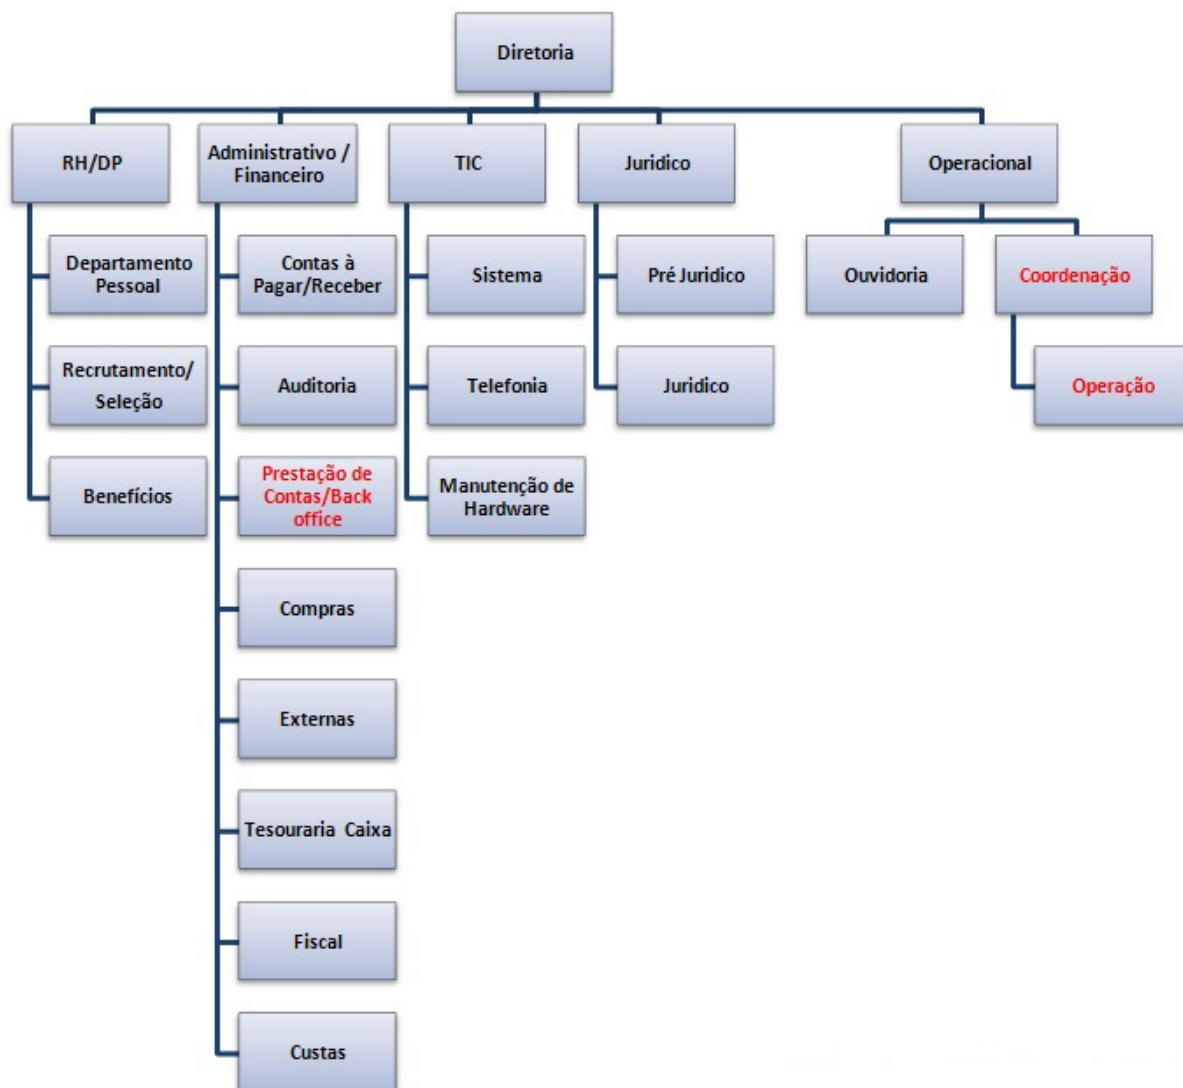 Diretoria
RH/DP
Administrativo /
Financeiro
TIC
Juridico
Operacional
Departamento
Pessoal
Contas à
Pagar/Receber
Sistema
Pré Juridico
Ouvidoria
Coordenação
Recrutamento/
Seleção
Auditoria
Telefonia
Juridico
Operação
Benefícios
Prestação de
Contas/Back
office
Manutenção de
Hardware
Compras
Externas
Tesouraria Caixa
Fiscal
Custas